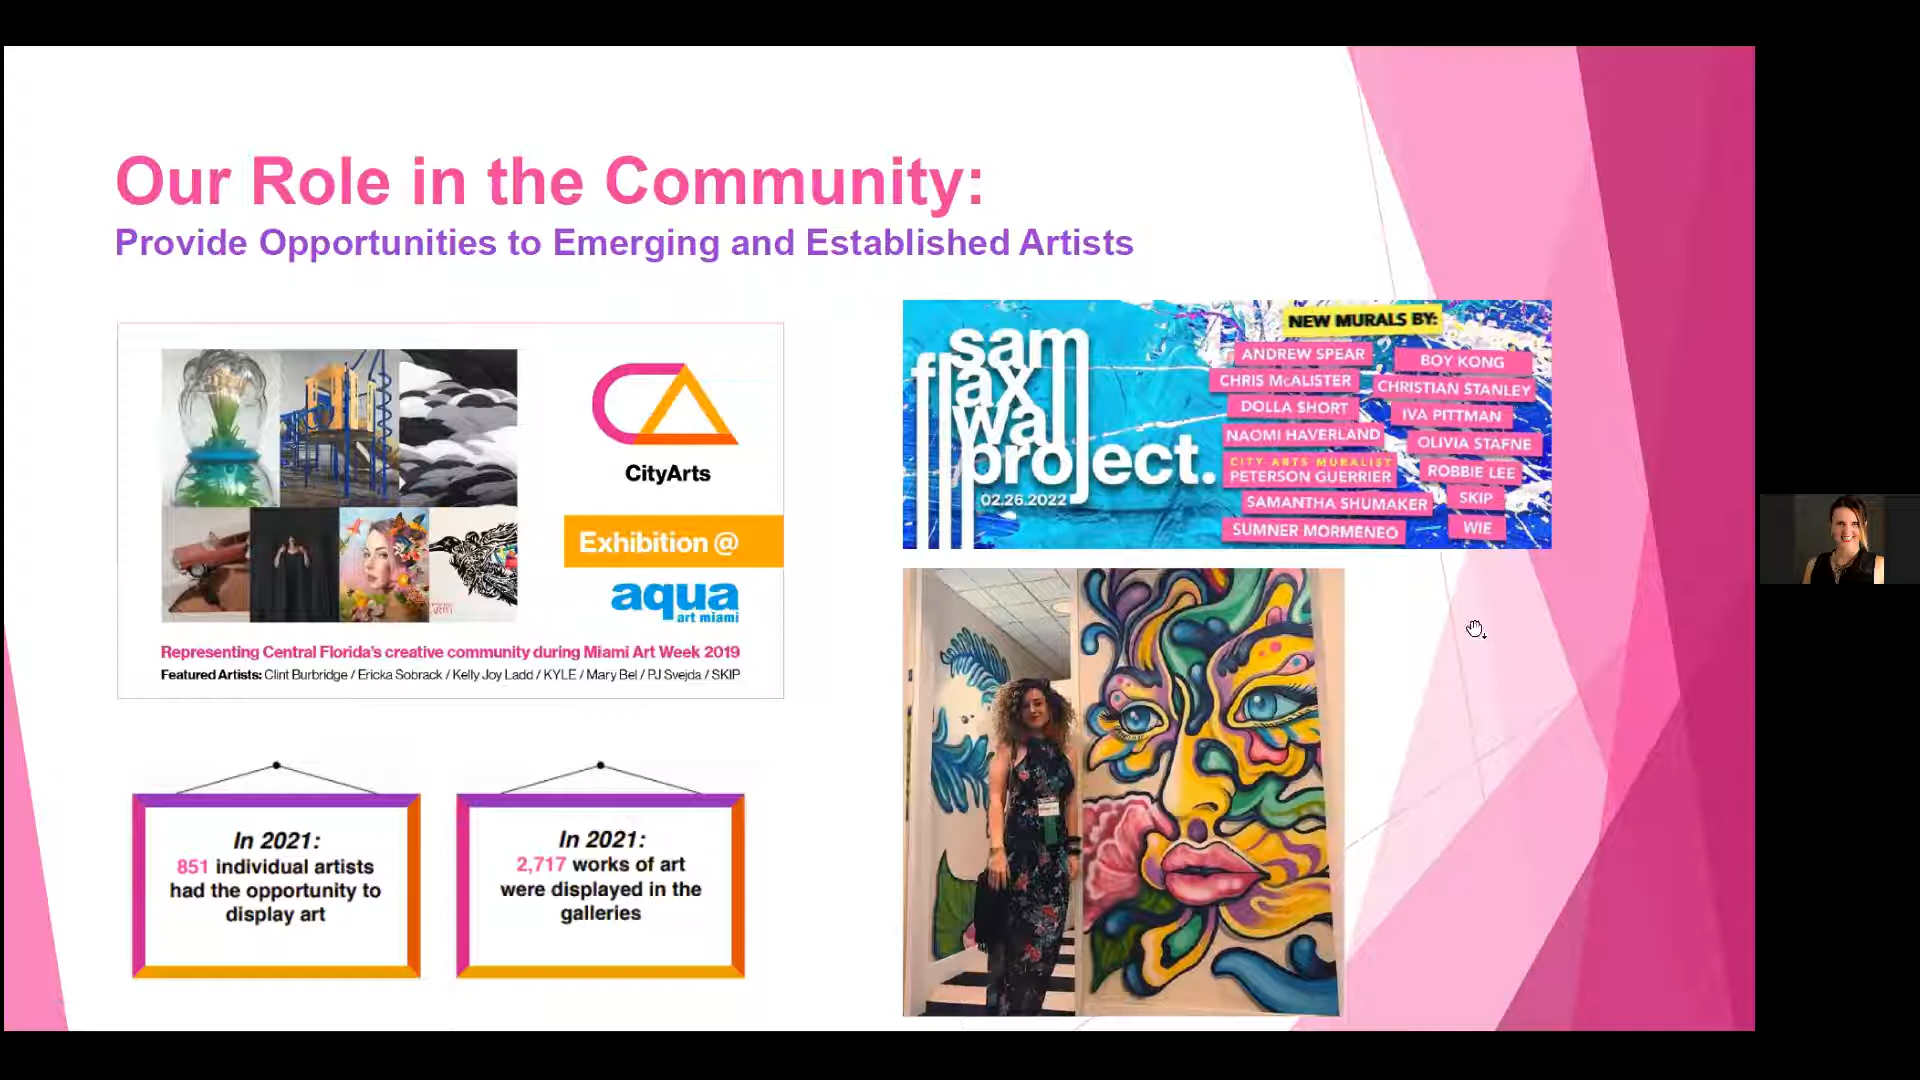 Our Role in the Community:
Provide Opportunities to Emerging and Established Artists
CityArts
Exhibition @
aqua
art miami
Representing Central Florida's creative community during Miami Art Week 2019
Featured Artists: Clint Burbridge / Ericka Sobrack / Kelly Joy Ladd / KYLE / Mary Bel / PJ Svejda / SKIP
sam
flax
wall
project.
02.26.2022
NEW MURALS BY:
ANDREW SPEAR
CHRIS McALISTER
DOLLA $HORT
NAOMI HAVERLAND
CITY ARTS MURALIST
PETERSON GUERRIER
SAMANTHA SHUMAKER
SUMNER MORMENEO
BOY KONG
CHRISTIAN STANLEY
IVA PITTMAN
OLIVIA STAFNE
ROBBIE LEE
SKIP
WIE
In 2021:
851 individual artists
had the opportunity to
display art
In 2021:
2,717 works of art
were displayed in the
galleries